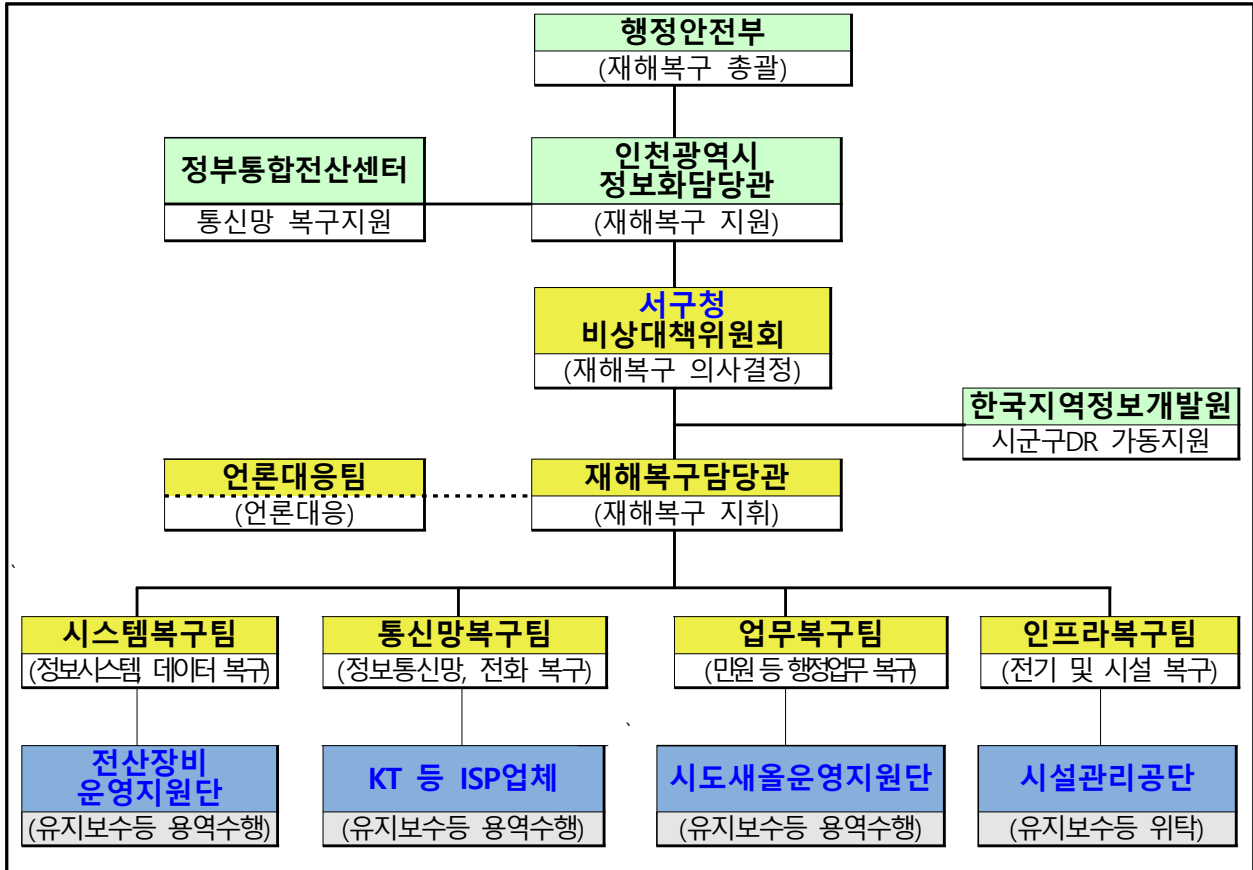 행정안전부
(재해복구 총괄)
정부통합전산센터
통신망 복구지원
인천광역시
정보화담당관
(재해복구 지원)
서구청
비상대책위원회
(재해복구 의사결정)
한국지역정보개발원
시군구DR 가동지원
언론대응팀
(언론대응)
재해복구담당관
(재해복구 지휘)
시스템복구팀
(정보시스템, 데이터 복구)
통신망복구팀
(정보통신망, 전화 복구)
업무복구팀
(민원 등 행정업무 복구)
인프라복구팀
(전기 및 시설 복구)
전산장비
운영지원단
(유지보수등 용역수행)
KT 등 ISP업체
(유지보수등 용역수행)
시도새올운영지원단
(유지보수등 용역수행)
시설관리공단
(유지보수등 위탁)